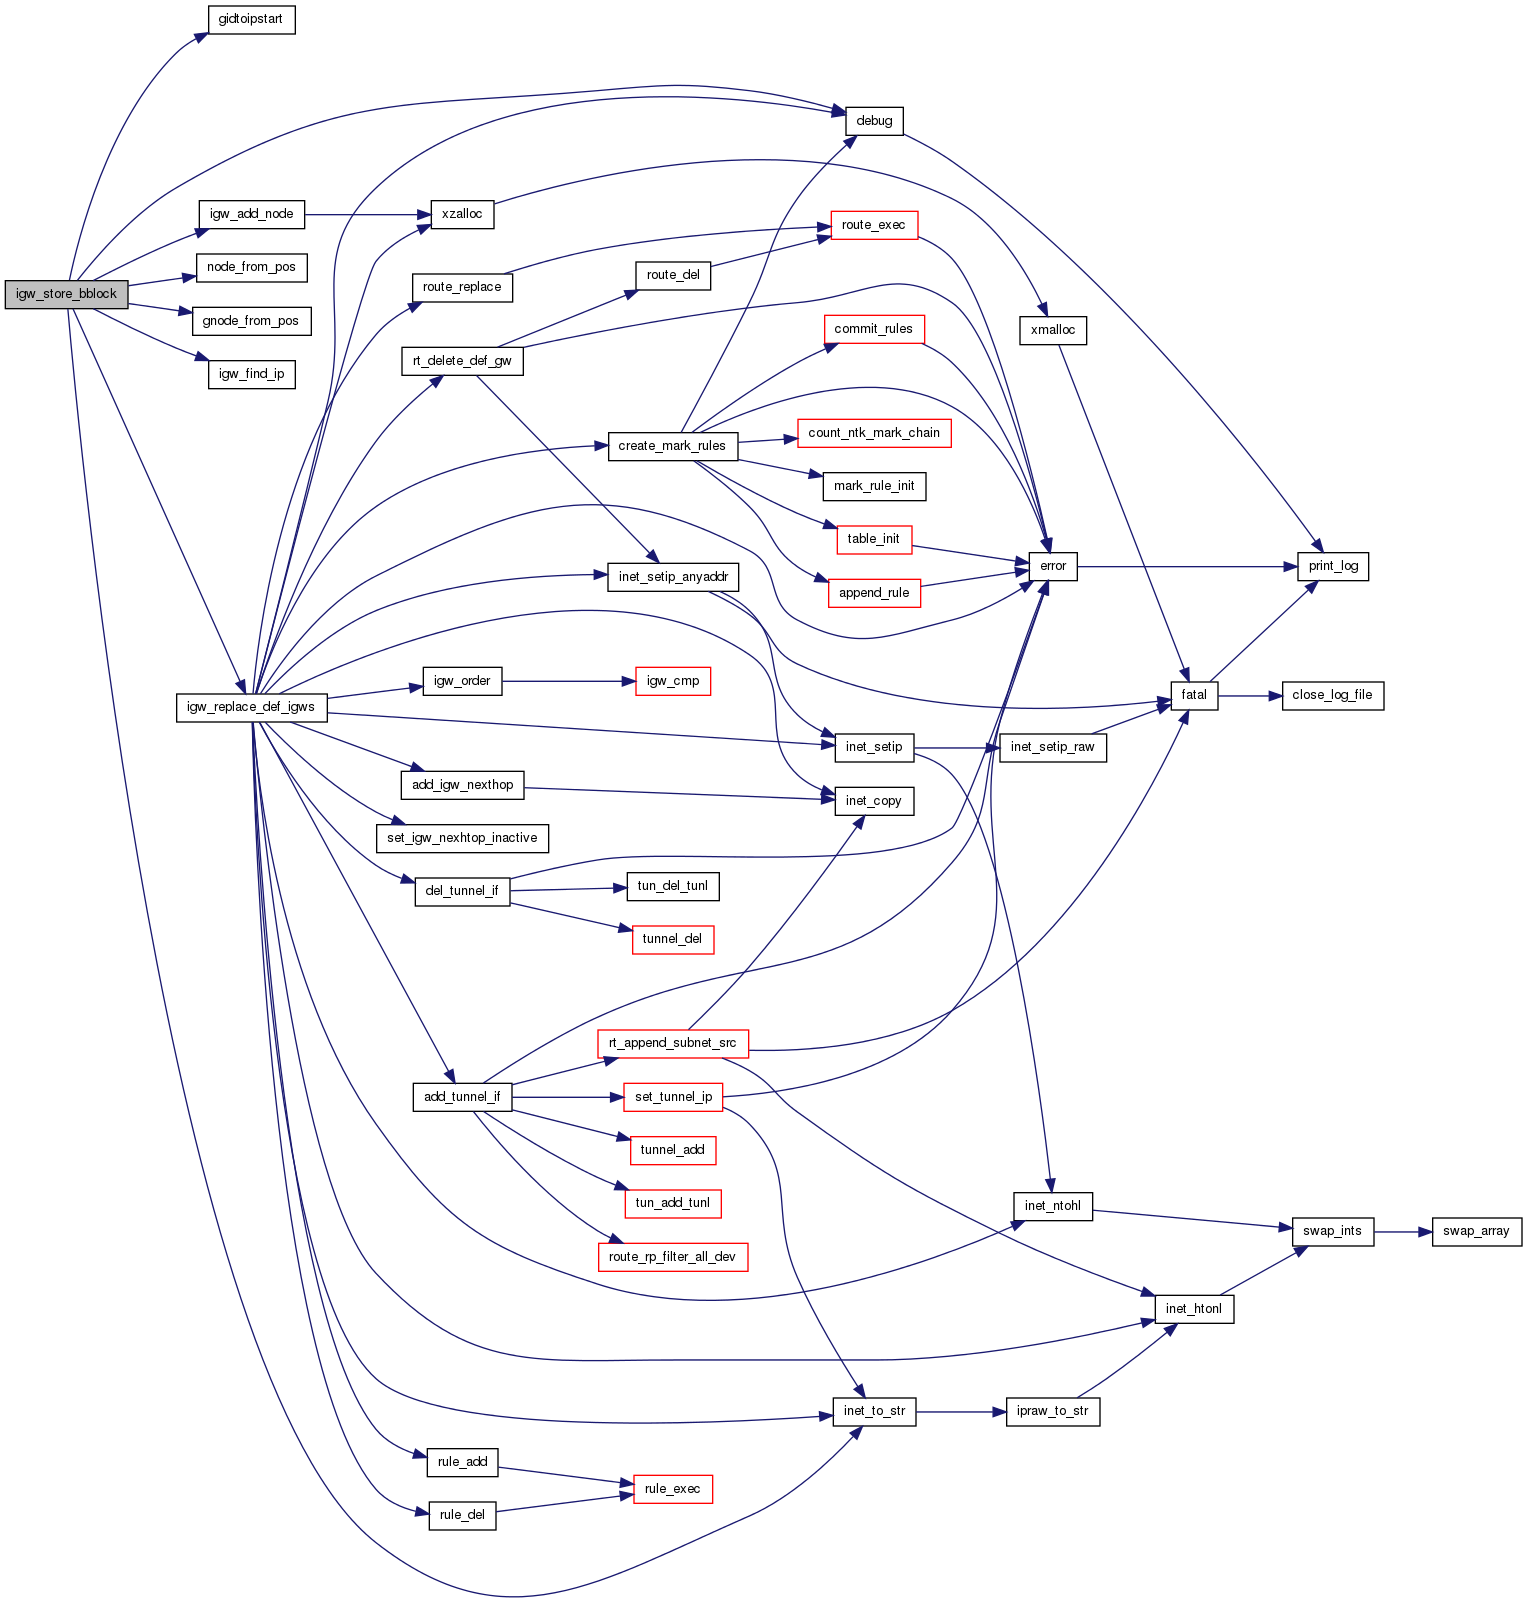 gidtoipstart
debug
igw_add_node
xzalloc
route_exec
node_from_pos
route_del
route_replace
igw_store_bblock
gnode_from_pos
commit_rules
xmalloc
rt_delete_def_gw
igw_find_ip
count_ntk_mark_chain
create_mark_rules
mark_rule_init
table_init
error
print_log
inet_setip_anyaddr
append_rule
igw_order
igw_cmp
fatal
close_log_file
igw_replace_def_igws
inet_setip
inet_setip_raw
add_igw_nexthop
inet_copy
set_igw_nexhtop_inactive
del_tunnel_if
tun_del_tunl
tunnel_del
rt_append_subnet_src
add_tunnel_if
set_tunnel_ip
tunnel_add
tun_add_tunl
inet_ntohl
swap_ints
swap_array
route_rp_filter_all_dev
inet_htonl
inet_to_str
ipraw_to_str
rule_add
rule_exec
rule_del